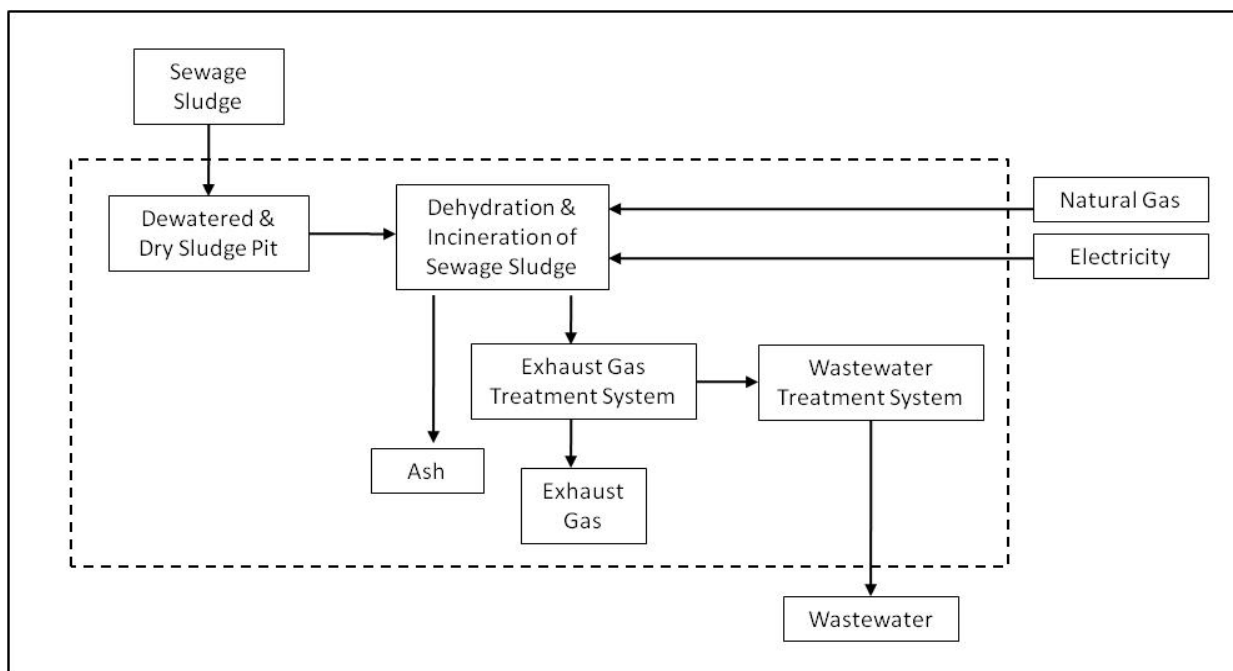 Sewage
Sludge
Dewatered &
Dry Sludge Pit
Dehydration &
Incineration of
Sewage Sludge
Natural Gas
Electricity
Exhaust Gas
Treatment System
Wastewater
Treatment System
Ash
Exhaust
Gas
Wastewater